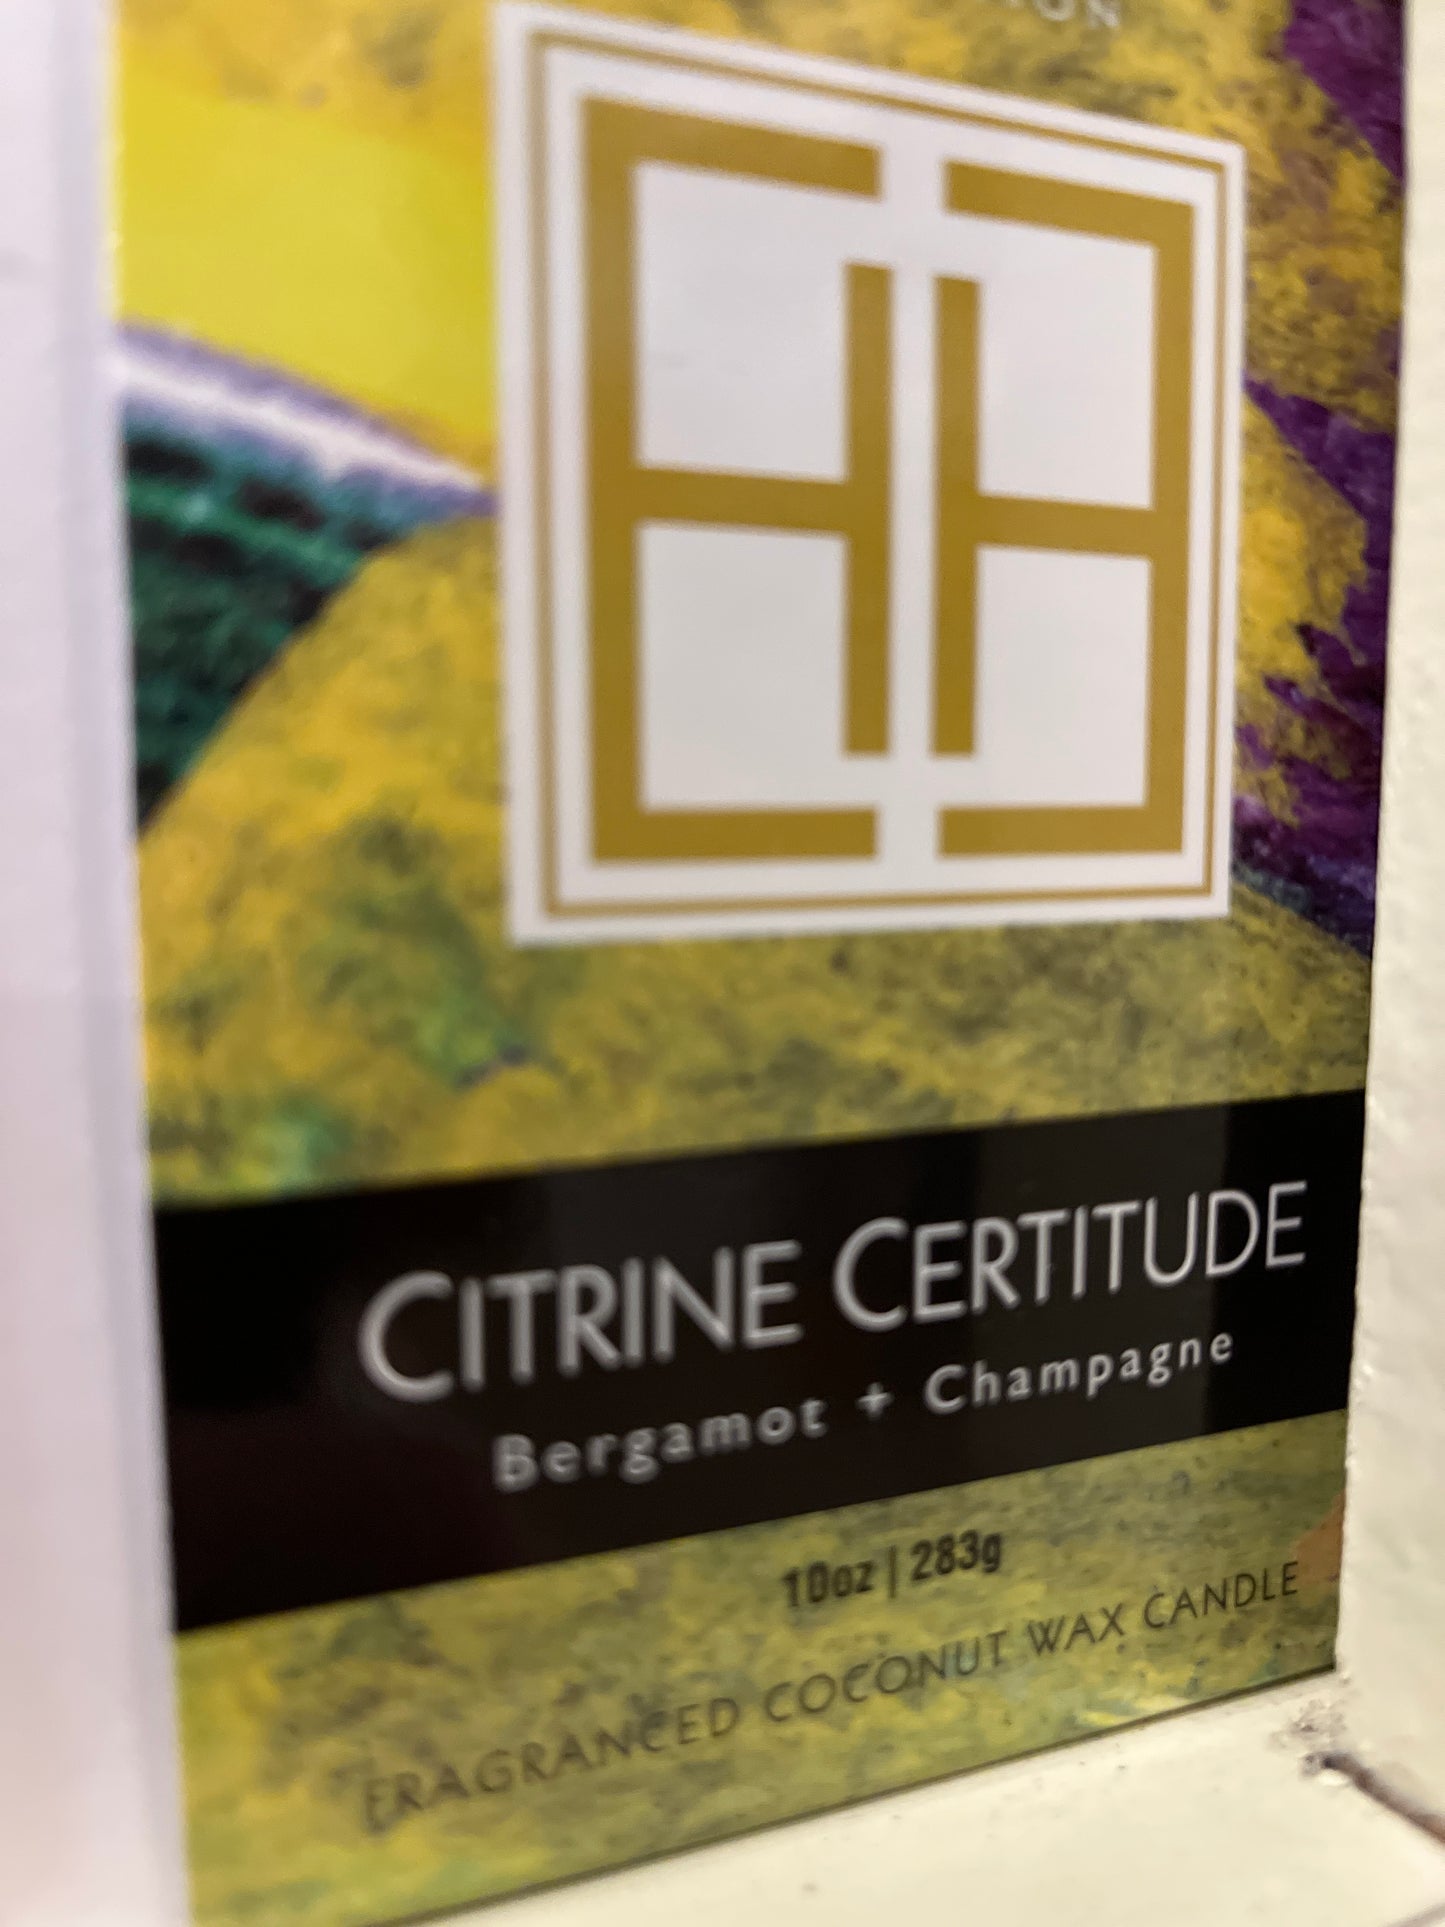 CITRINE CERTITUDE
Bergamot + Champagne
10oz | 283g
FRAGRANCED COCONUT WAX CANDLE